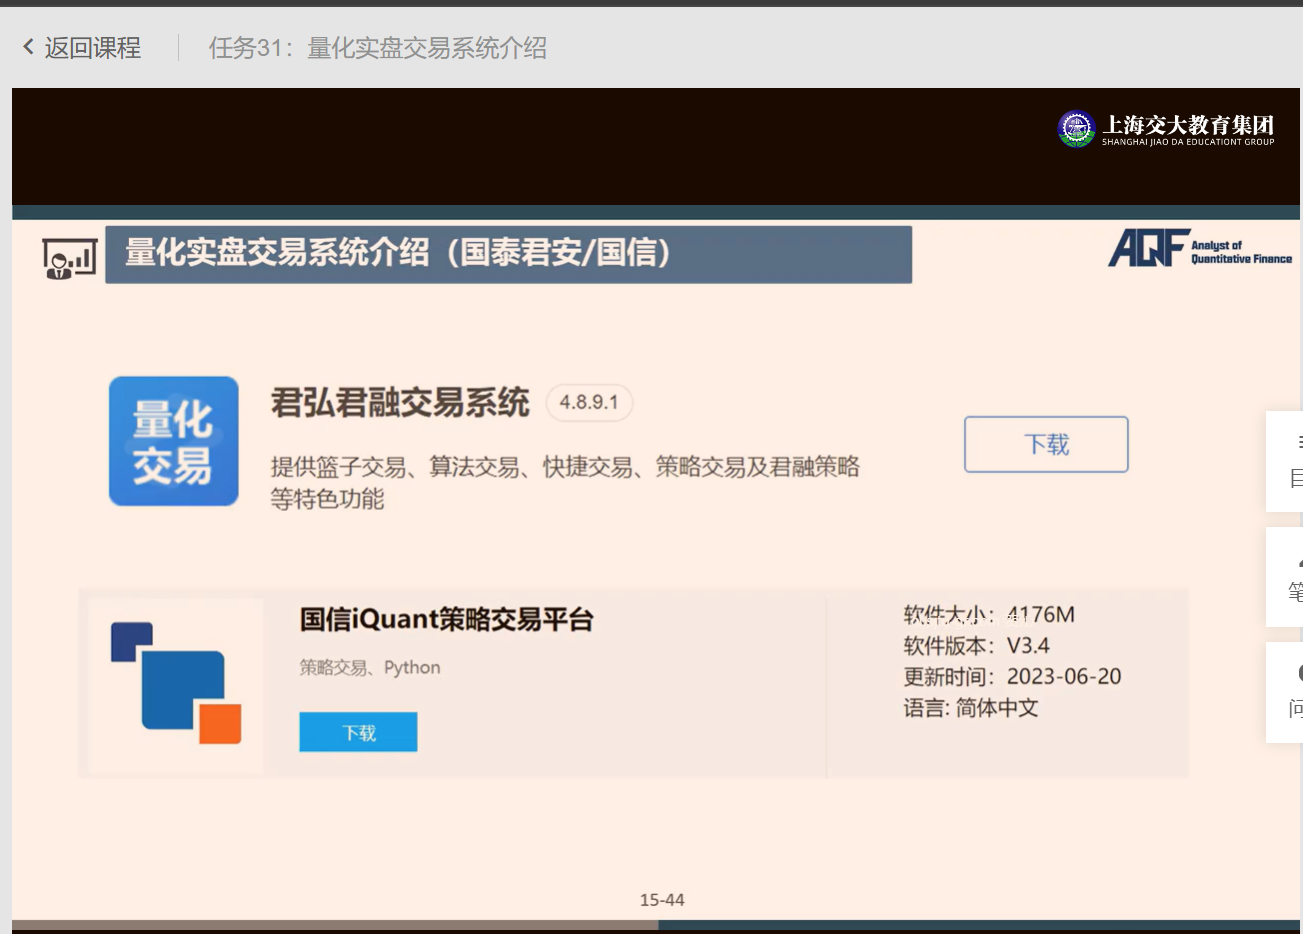 返回课程
任务31：量化实盘交易系统介绍
上海交大教育集团
SHANGHAI JIAO DA EDUCATIONT GROUP
量化实盘交易系统介绍（国泰君安/国信）
AQF
Analyst of
Quantitative Finance
量化
交易
君弘君融交易系统
4.8.9.1
下载
提供篮子交易、算法交易、快捷交易、策略交易及君融策略
等特色功能
国信iQuant策略交易平台
策略交易、Python
下载
软件大小：4176M
软件版本：V3.4
更新时间：2023-06-20
语言: 简体中文
15-44